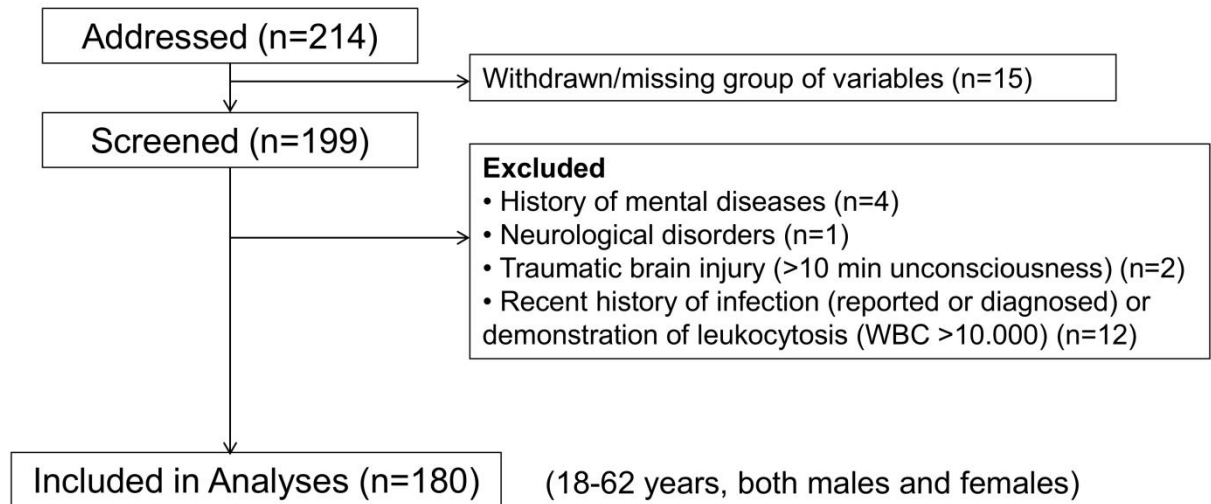 Addressed (n=214)
Withdrawn/missing group of variables (n=15)
Screened (n=199)
Excluded
• History of mental diseases (n=4)
• Neurological disorders (n=1)
• Traumatic brain injury (>10 min unconsciousness) (n=2)
• Recent history of infection (reported or diagnosed) or
demonstration of leukocytosis (WBC >10.000) (n=12)
Included in Analyses (n=180)
(18-62 years, both males and females)